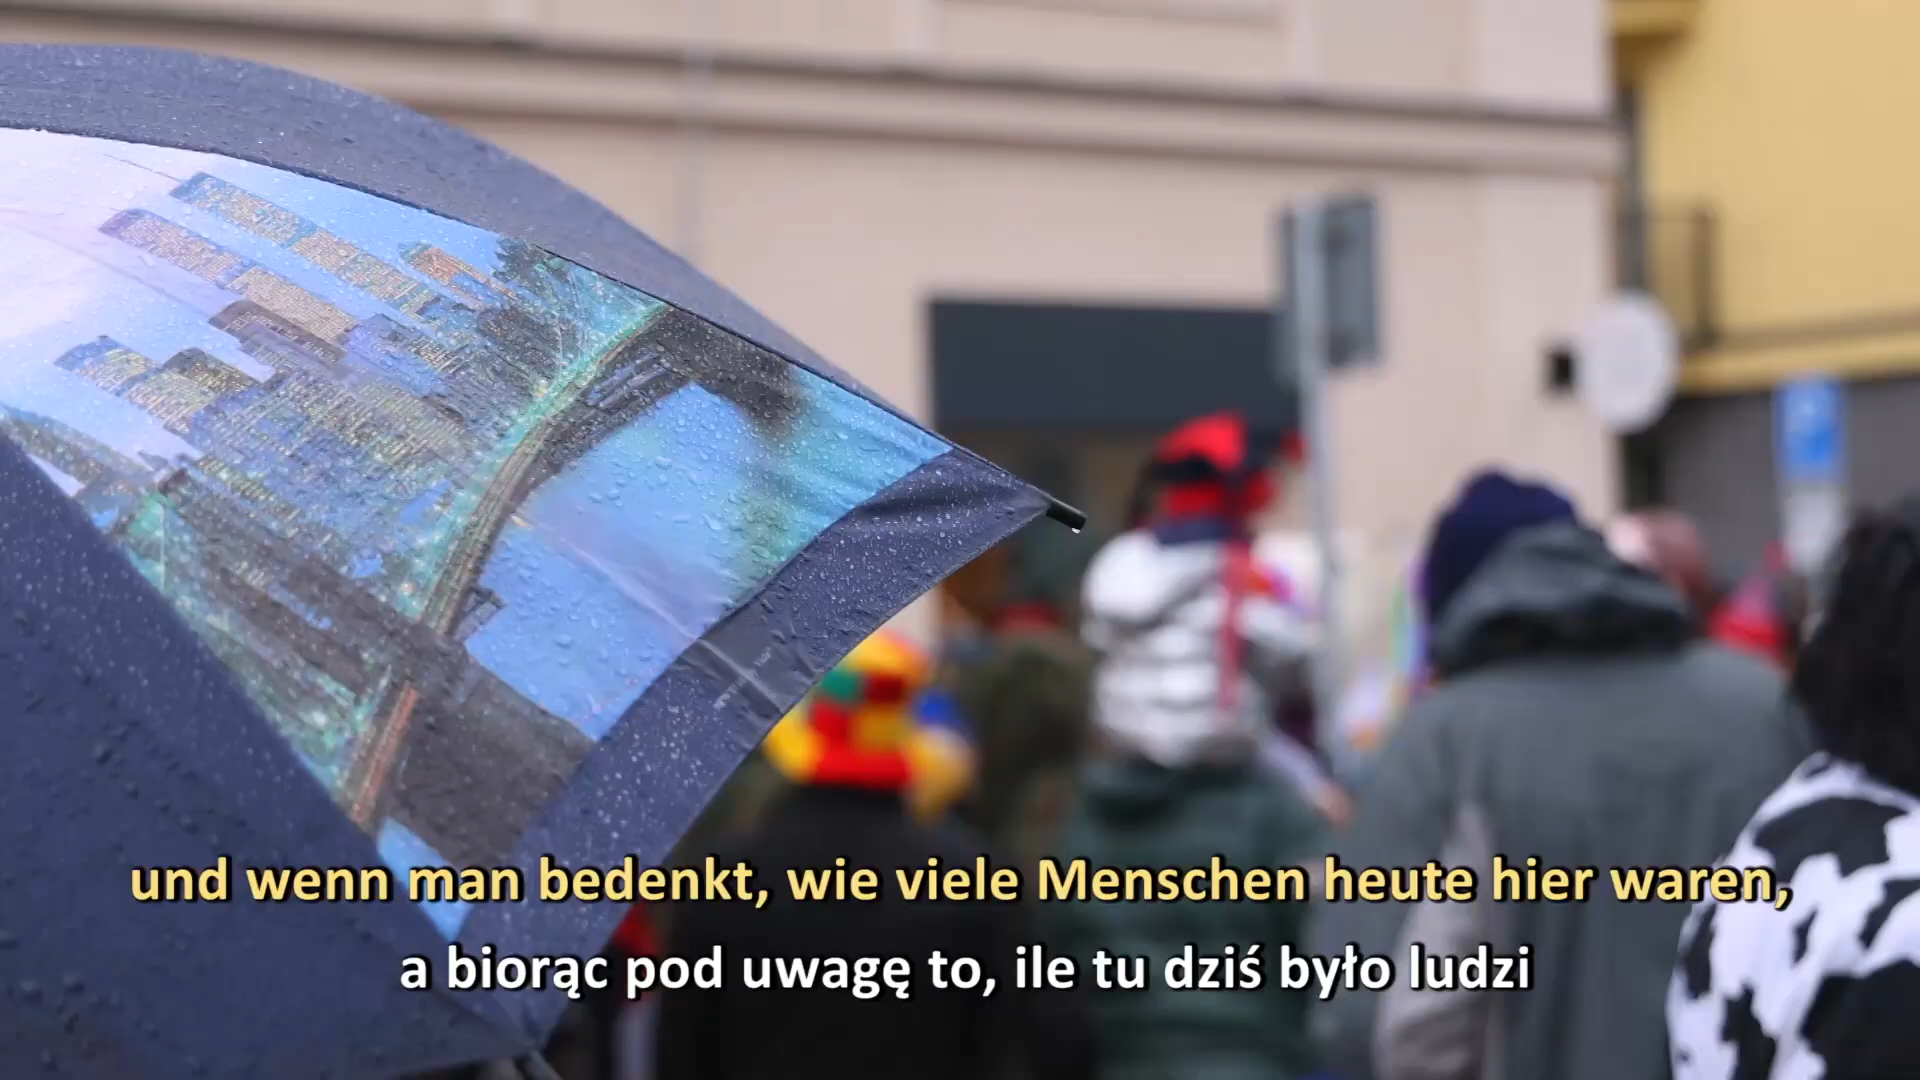 und wenn man bedenkt, wie viele Menschen heute hier waren,
a biorąc pod uwagę to, ile tu dziś było ludzi